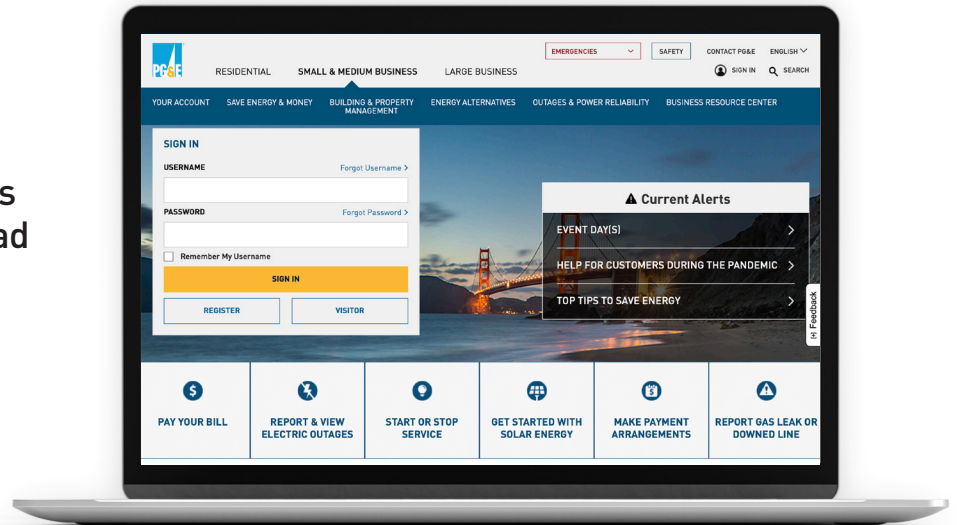 s
ad
PG&E
EMERGENCIES
SAFETY
CONTACT PG&E
ENGLISH
RESIDENTIAL
SMALL & MEDIUM BUSINESS
LARGE BUSINESS
SIGN IN
SEARCH
YOUR ACCOUNT
SAVE ENERGY & MONEY
BUILDING & PROPERTY
MANAGEMENT
ENERGY ALTERNATIVES
OUTAGES & POWER RELIABILITY
BUSINESS RESOURCE CENTER
SIGN IN
USERNAME
Forgot Username >
PASSWORD
Forgot Password >
Remember My Username
SIGN IN
REGISTER
VISITOR
Current Alerts
EVENT DAY(S)
HELP FOR CUSTOMERS DURING THE PANDEMIC
TOP TIPS TO SAVE ENERGY
[+] Feedback
PAY YOUR BILL
REPORT & VIEW
ELECTRIC OUTAGES
START OR STOP
SERVICE
GET STARTED WITH
SOLAR ENERGY
MAKE PAYMENT
ARRANGEMENTS
REPORT GAS LEAK OR
DOWNED LINE